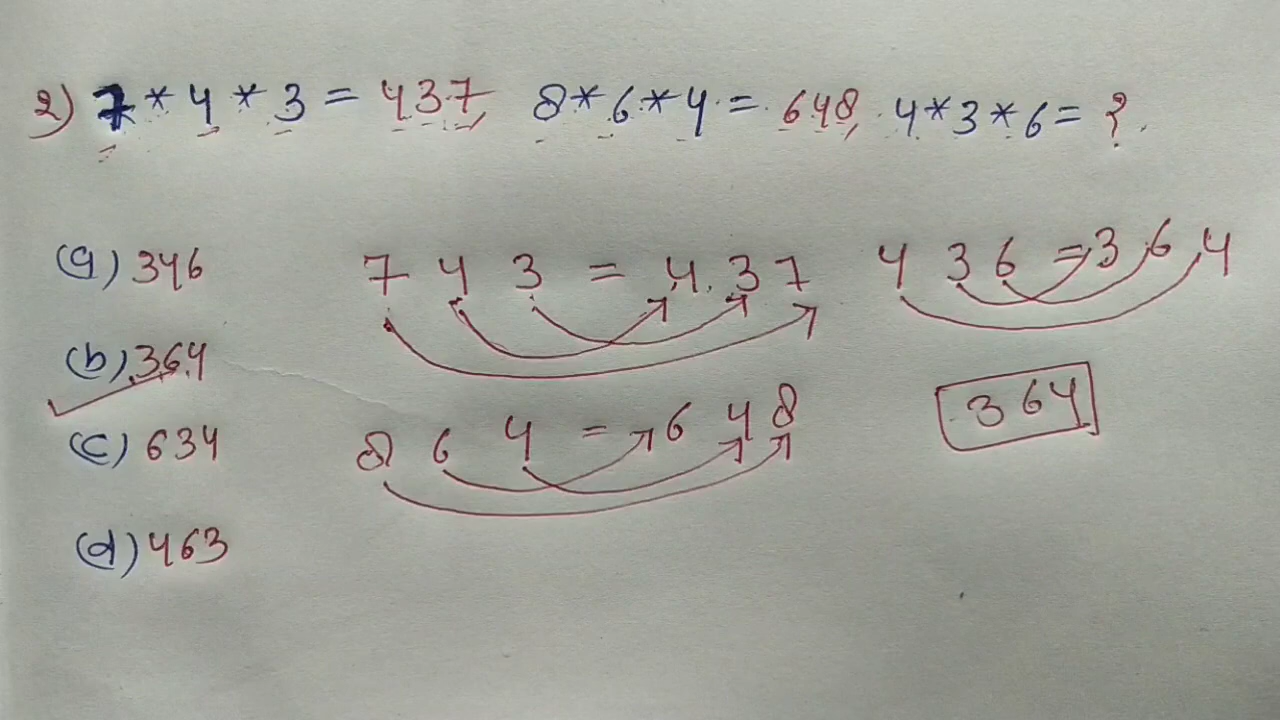 2) 7 * 4 * 3 = 437, 8 * 6 * 4 = 648, 4 * 3 * 6 = ?
(a) 346
7 4 3 = 4 3 7
4 3 6 = 3 6 4
(b) 364
364
8 6 4 = 6 4 8
(c) 634
(d) 463